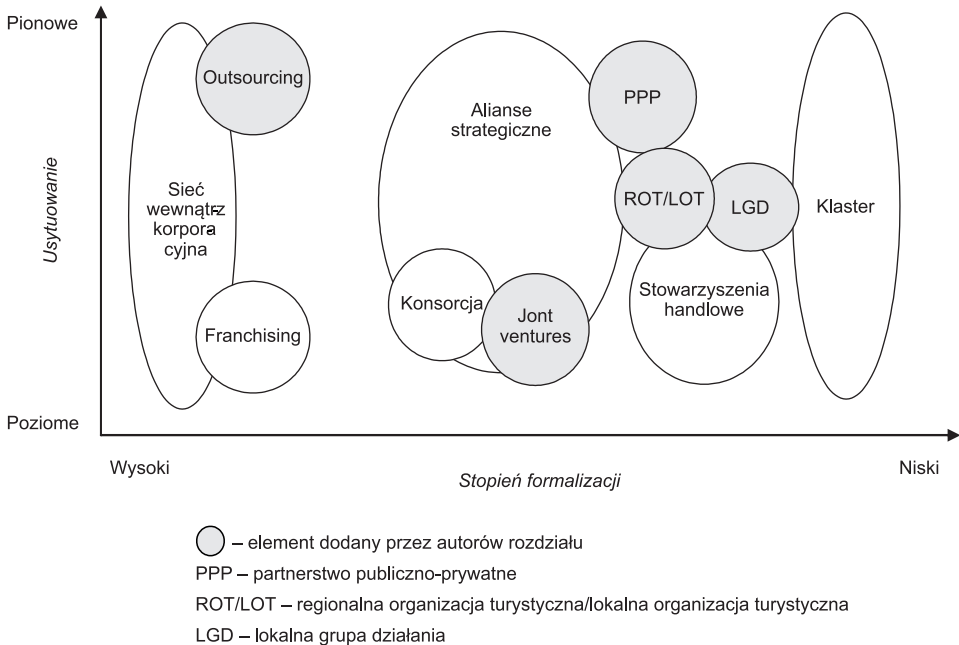 Pionowe
Outsourcing
PPP
Alianse
strategiczne
Usytuowanie
Sieć
wewnątrz-
korpora
cyjna
ROT/LOT
LGD
Klaster
Konsorcja
Stowarzyszenia
handlowe
Jont
ventures
Franchising
Poziome
Wysoki
Niski
Stopień formalizacji
– element dodany przez autorów rozdziału
PPP – partnerstwo publiczno-prywatne
ROT/LOT – regionalna organizacja turystyczna/lokalna organizacja turystyczna
LGD – lokalna grupa działania